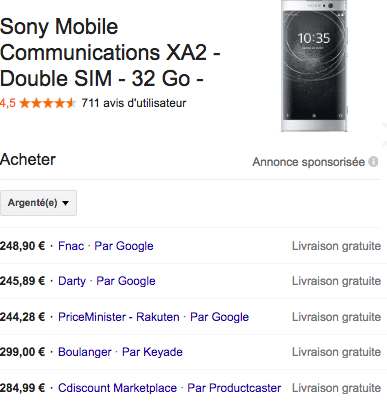 Sony Mobile
Communications XA2 -
Double SIM - 32 Go -
4,5 711 avis d'utilisateur
10:35
Acheter Annonce sponsorisée
Argenté(e)
248,90 € · Fnac · Par Google Livraison gratuite
245,89 € · Darty · Par Google Livraison gratuite
244,28 € · PriceMinister - Rakuten · Par Google Livraison gratuite
299,00 € · Boulanger · Par Keyade Livraison gratuite
284,99 € · Cdiscount Marketplace · Par Productcaster Livraison gratuite